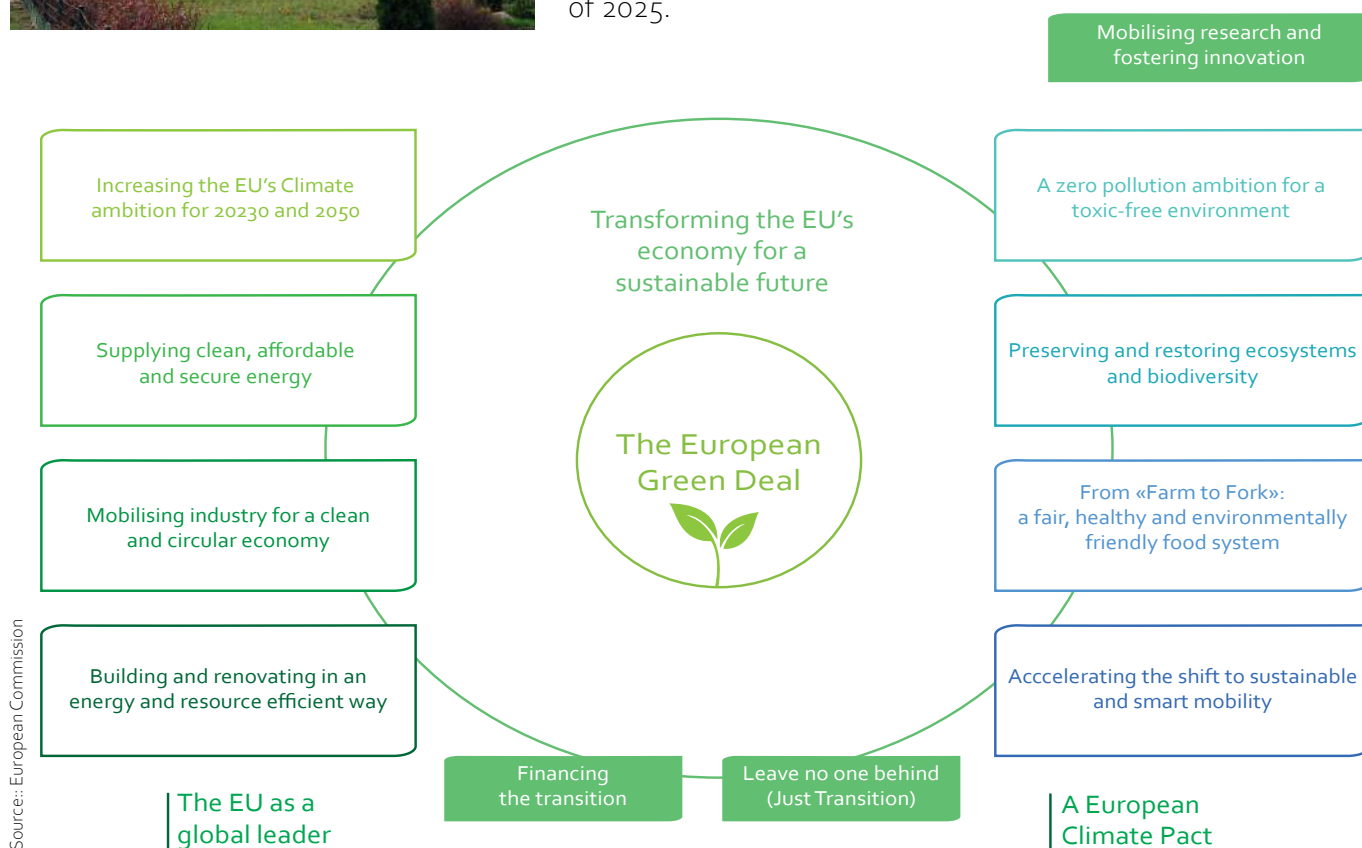 of 2025.
Mobilising research and
fostering innovation
Increasing the EU's Climate
ambition for 20230 and 2050
Transforming the EU's
economy for a
sustainable future
A zero pollution ambition for a
toxic-free environment
Supplying clean, affordable
and secure energy
Preserving and restoring ecosystems
and biodiversity
The European
Green Deal
Mobilising industry for a clean
and circular economy
From «Farm to Fork»:
a fair, healthy and environmentally
friendly food system
Building and renovating in an
energy and resource efficient way
Acccelerating the shift to sustainable
and smart mobility
Financing
the transition
Leave no one behind
(Just Transition)
The EU as a
global leader
A European
Climate Pact
Source:: European Commission